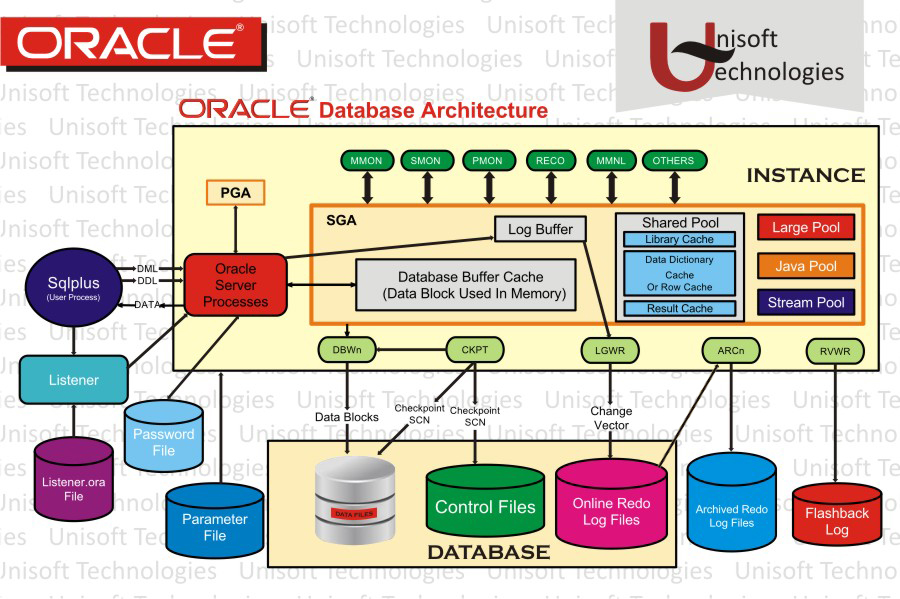 ORACLE®
Unisoft
Technologies
ORACLE® Database Architecture
MMON
SMON
PMON
RECO
MMNL
OTHERS
INSTANCE
PGA
SGA
Log Buffer
Shared Pool
Library Cache
Data Dictionary
Cache
Or Row Cache
Result Cache
Large Pool
Java Pool
Stream Pool
Sqlplus
(User Process)
DML
DDL
DATA
Oracle
Server
Processes
Database Buffer Cache
(Data Block Used In Memory)
DBWn
CKPT
LGWR
ARCn
RVWR
Listener
Password
File
Listener.ora
File
Parameter
File
Data Blocks
Checkpoint
SCN
Checkpoint
SCN
Change
Vector
DATA FILES
Control Files
Online Redo
Log Files
Archived Redo
Log Files
Flashback
Log
DATABASE
Unisoft Technologies